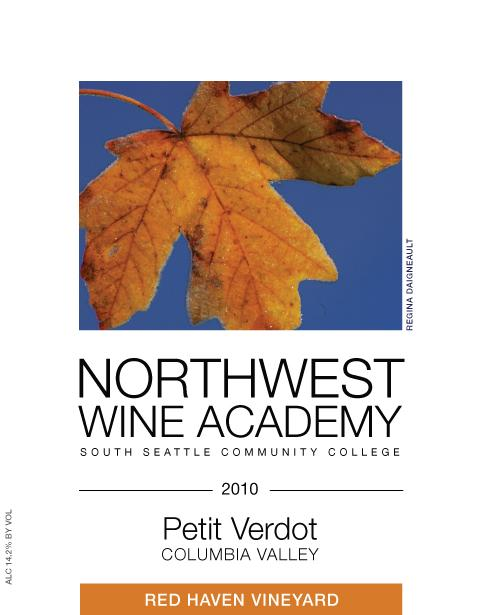 REGINA DAIGNEAULT
NORTHWEST
WINE ACADEMY
SOUTH SEATTLE COMMUNITY COLLEGE
2010
Petit Verdot
COLUMBIA VALLEY
RED HAVEN VINEYARD
ALC 14.2% BY VOL